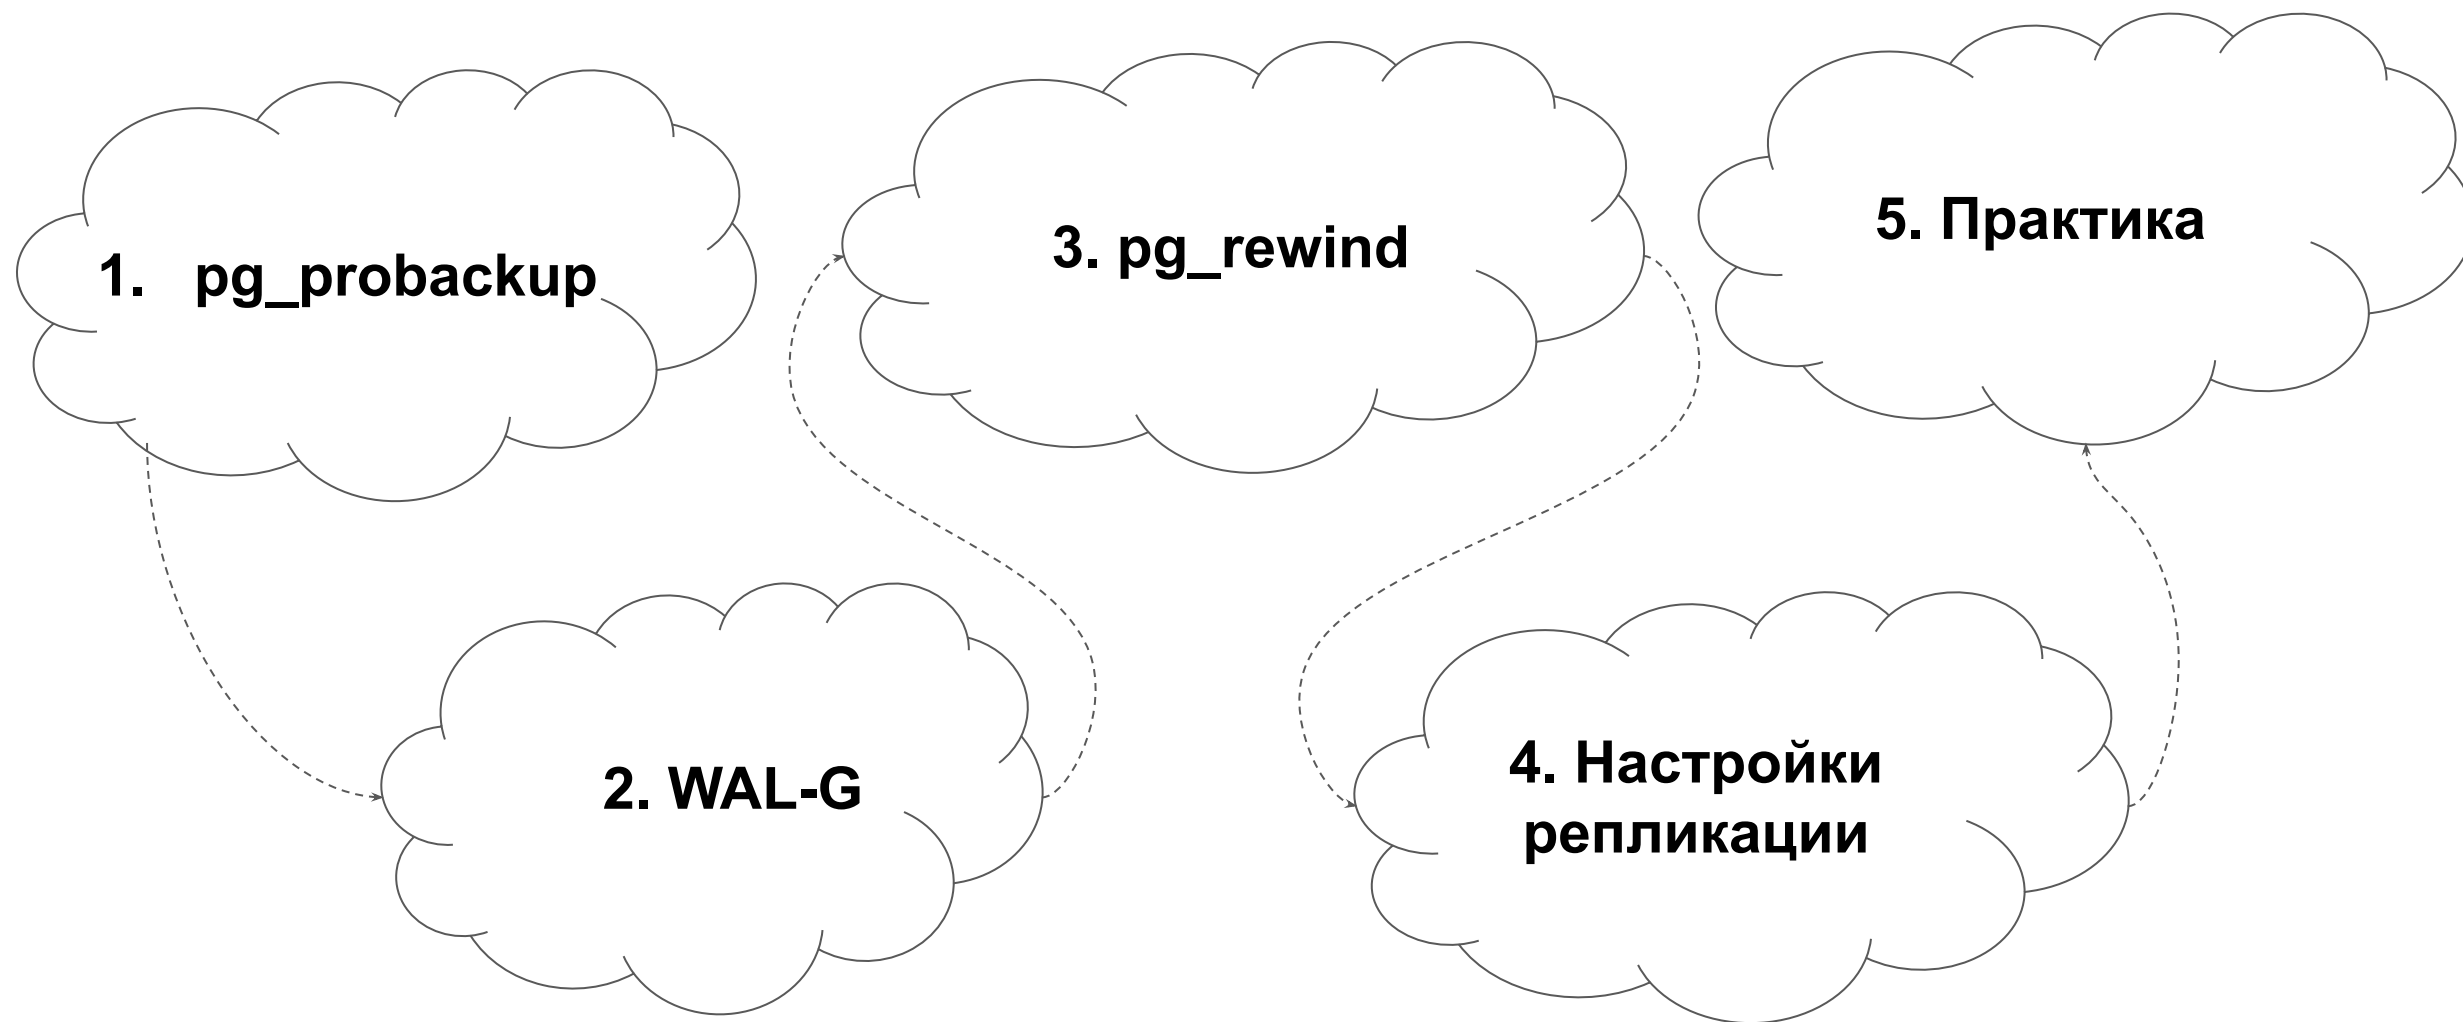 1. pg_probackup
2. WAL-G
3. pg_rewind
4. Настройки
репликации
5. Практика